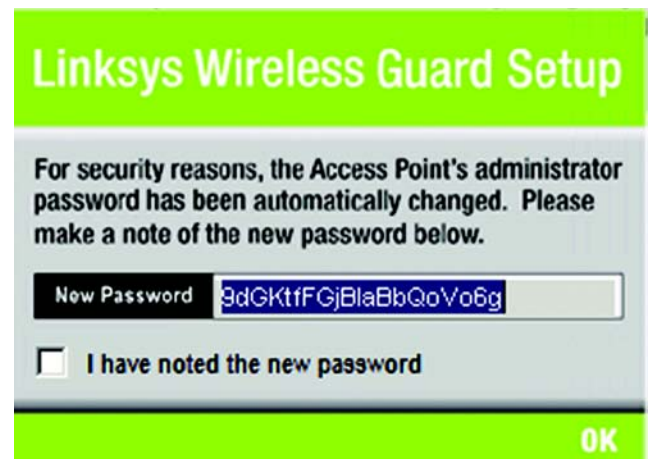 Linksys Wireless Guard Setup
For security reasons, the Access Point's administrator
password has been automatically changed.  Please
make a note of the new password below.
New Password 9dGKtfFGjBlaBbQoVo6g
I have noted the new password
OK